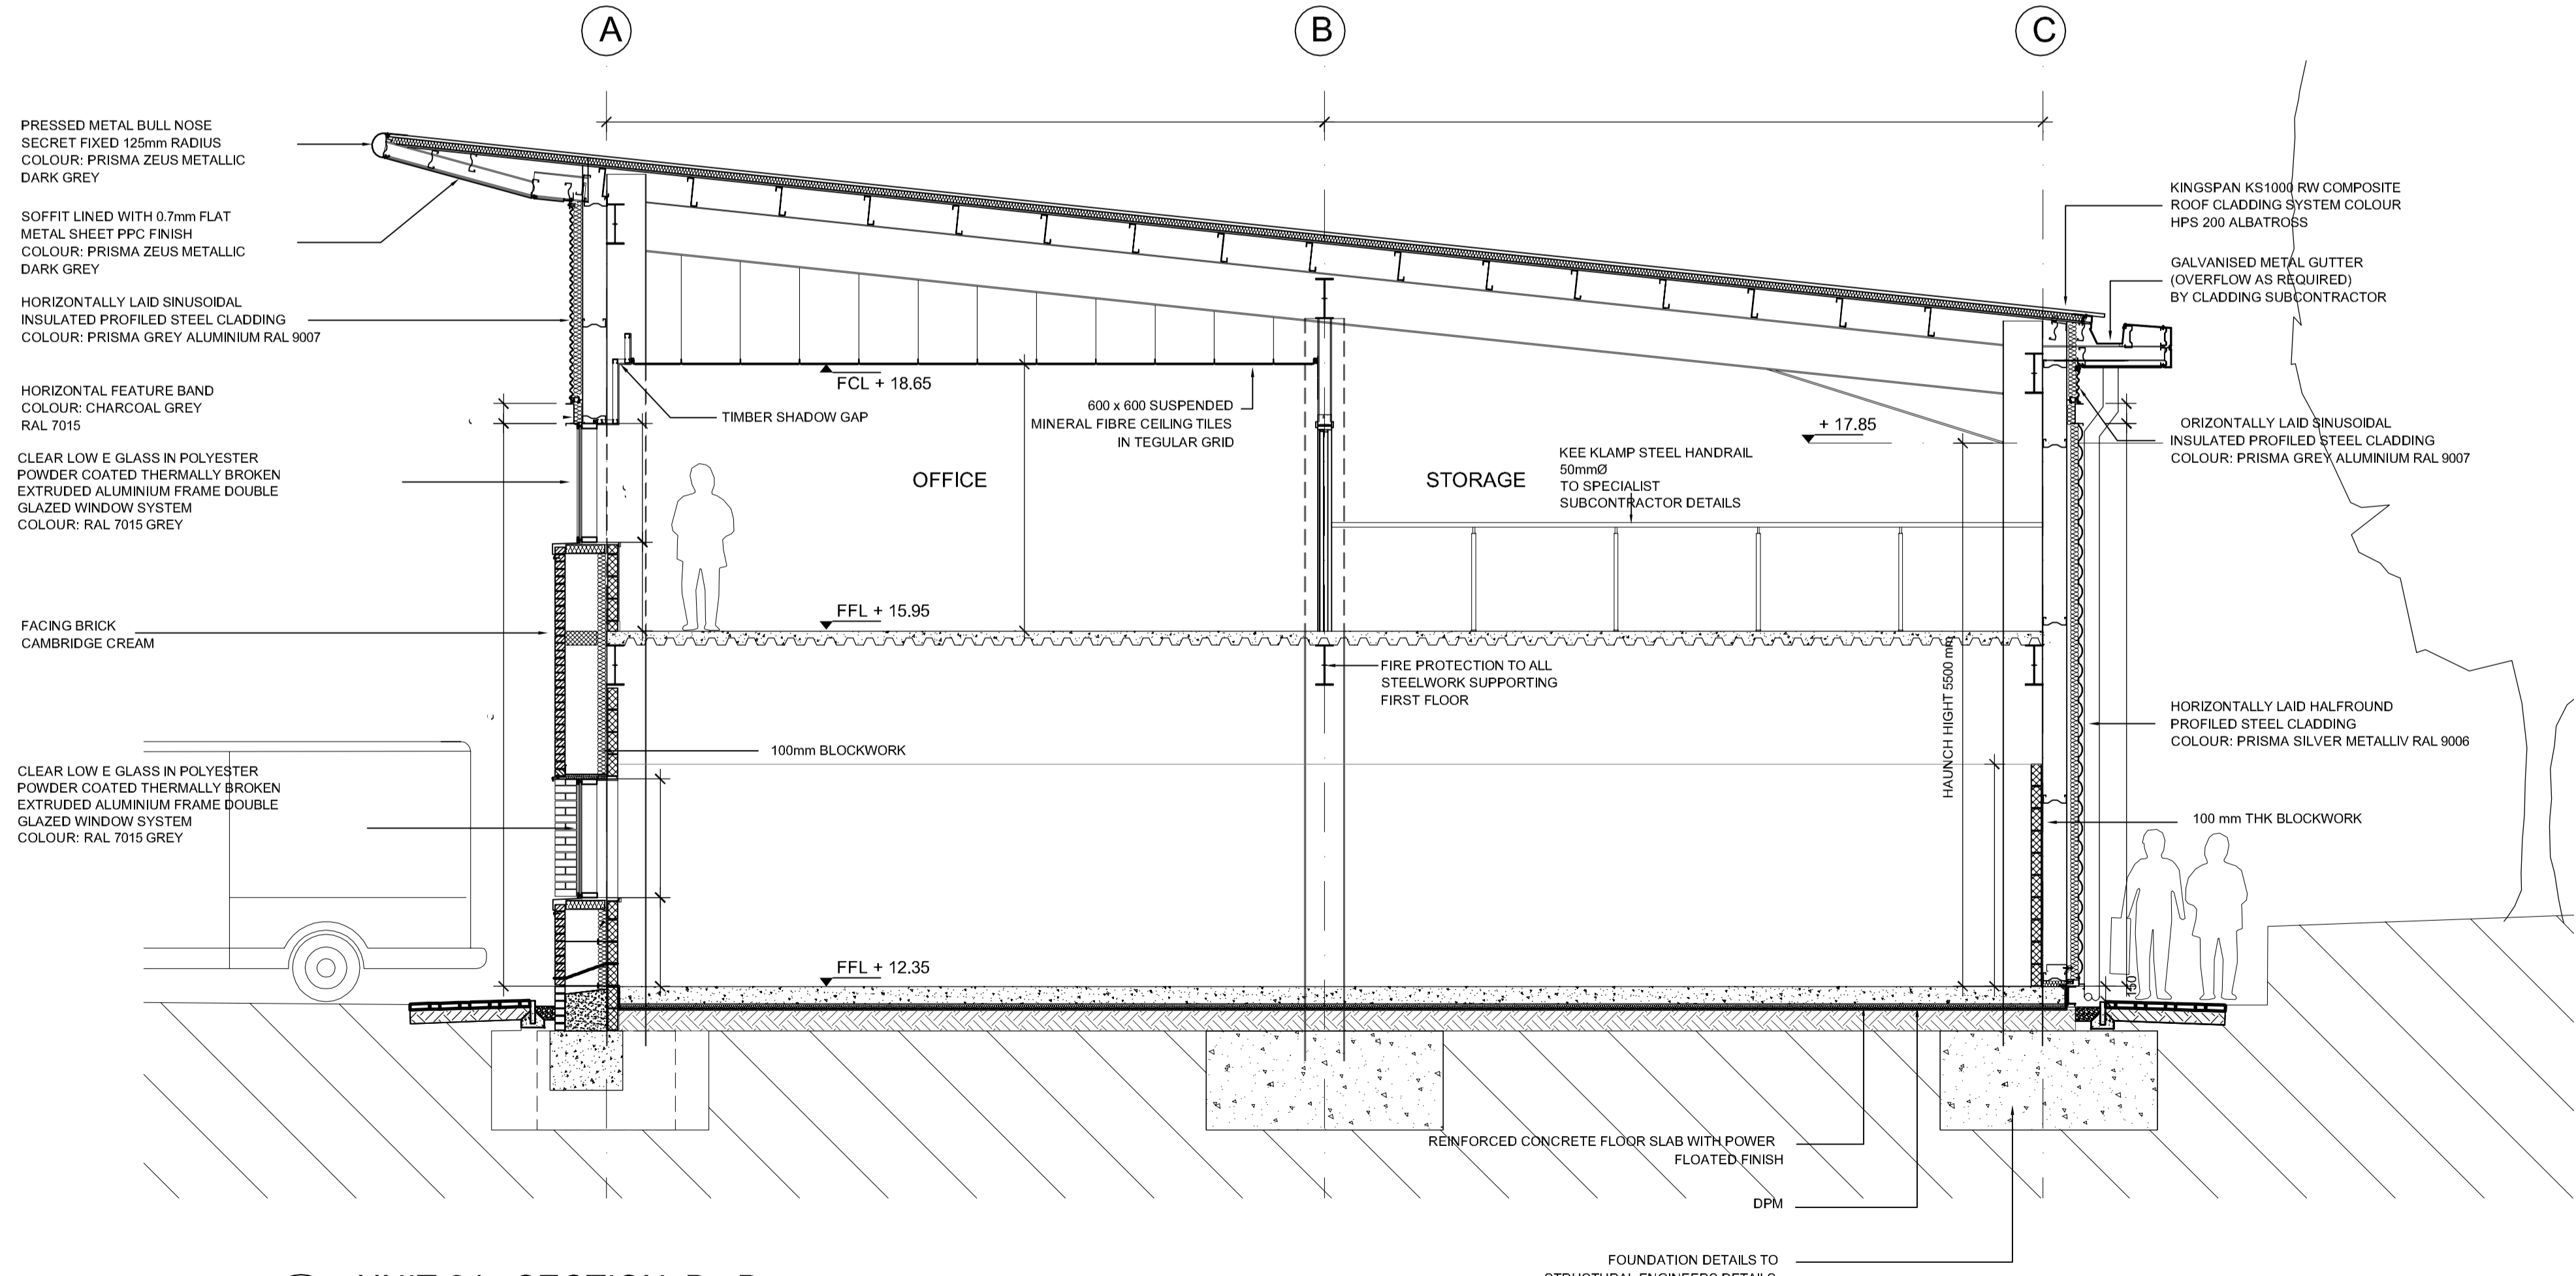 A
B
C
PRESSED METAL BULL NOSE
SECRET FIXED 125mm RADIUS
COLOUR: PRISMA ZEUS METALLIC
DARK GREY
SOFFIT LINED WITH 0.7mm FLAT
METAL SHEET PPC FINISH
COLOUR: PRISMA ZEUS METALLIC
DARK GREY
HORIZONTALLY LAID SINUSOIDAL
INSULATED PROFILED STEEL CLADDING
COLOUR: PRISMA GREY ALUMINIUM RAL 9007
HORIZONTAL FEATURE BAND
COLOUR: CHARCOAL GREY
RAL 7015
CLEAR LOW E GLASS IN POLYESTER
POWDER COATED THERMALLY BROKEN
EXTRUDED ALUMINIUM FRAME DOUBLE
GLAZED WINDOW SYSTEM
COLOUR: RAL 7015 GREY
FACING BRICK
CAMBRIDGE CREAM
CLEAR LOW E GLASS IN POLYESTER
POWDER COATED THERMALLY BROKEN
EXTRUDED ALUMINIUM FRAME DOUBLE
GLAZED WINDOW SYSTEM
COLOUR: RAL 7015 GREY
FCL + 18.65
TIMBER SHADOW GAP
600 x 600 SUSPENDED
MINERAL FIBRE CEILING TILES
IN TEGULAR GRID
OFFICE
STORAGE
KEE KLAMP STEEL HANDRAIL
50mmØ
TO SPECIALIST
SUBCONTRACTOR DETAILS
+ 17.85
FFL + 15.95
FIRE PROTECTION TO ALL
STEELWORK SUPPORTING
FIRST FLOOR
100mm BLOCKWORK
HAUNCH HIGHT 5500 mm
FFL + 12.35
KINGSPAN KS1000 RW COMPOSITE
ROOF CLADDING SYSTEM COLOUR
HPS 200 ALBATROSS
GALVANISED METAL GUTTER
(OVERFLOW AS REQUIRED)
BY CLADDING SUBCONTRACTOR
ORIZONTALLY LAID SINUSOIDAL
INSULATED PROFILED STEEL CLADDING
COLOUR: PRISMA GREY ALUMINIUM RAL 9007
HORIZONTALLY LAID HALFROUND
PROFILED STEEL CLADDING
COLOUR: PRISMA SILVER METALLIV RAL 9006
100 mm THK BLOCKWORK
150
REINFORCED CONCRETE FLOOR SLAB WITH POWER
FLOATED FINISH
DPM
FOUNDATION DETAILS TO
STRUCTURAL ENGINEERS DETAILS